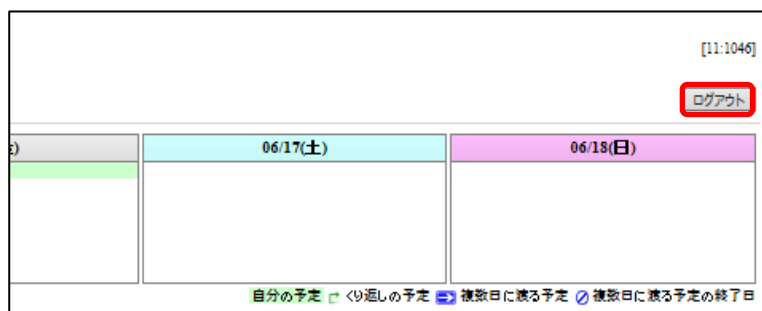 [11:1046]
ログアウト
) 06/17(土) 06/18(日)
自分の予定 くり返しの予定 複数日に渡る予定 複数日に渡る予定の終了日